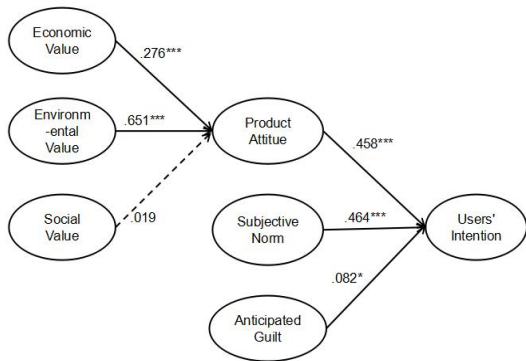 Economic
Value
.276***
Environm
-ental
Value
.651***
Product
Attitue
.458***
Social
Value
.019
Subjective
Norm
.464***
Users'
Intention
.082*
Anticipated
Guilt